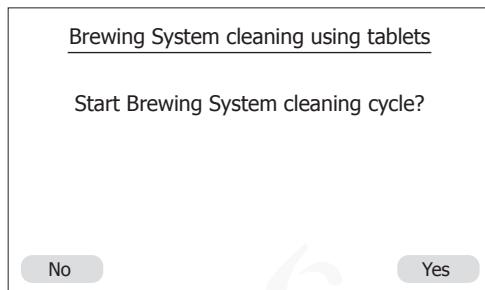 Brewing System cleaning using tablets
Start Brewing System cleaning cycle?
No
Yes